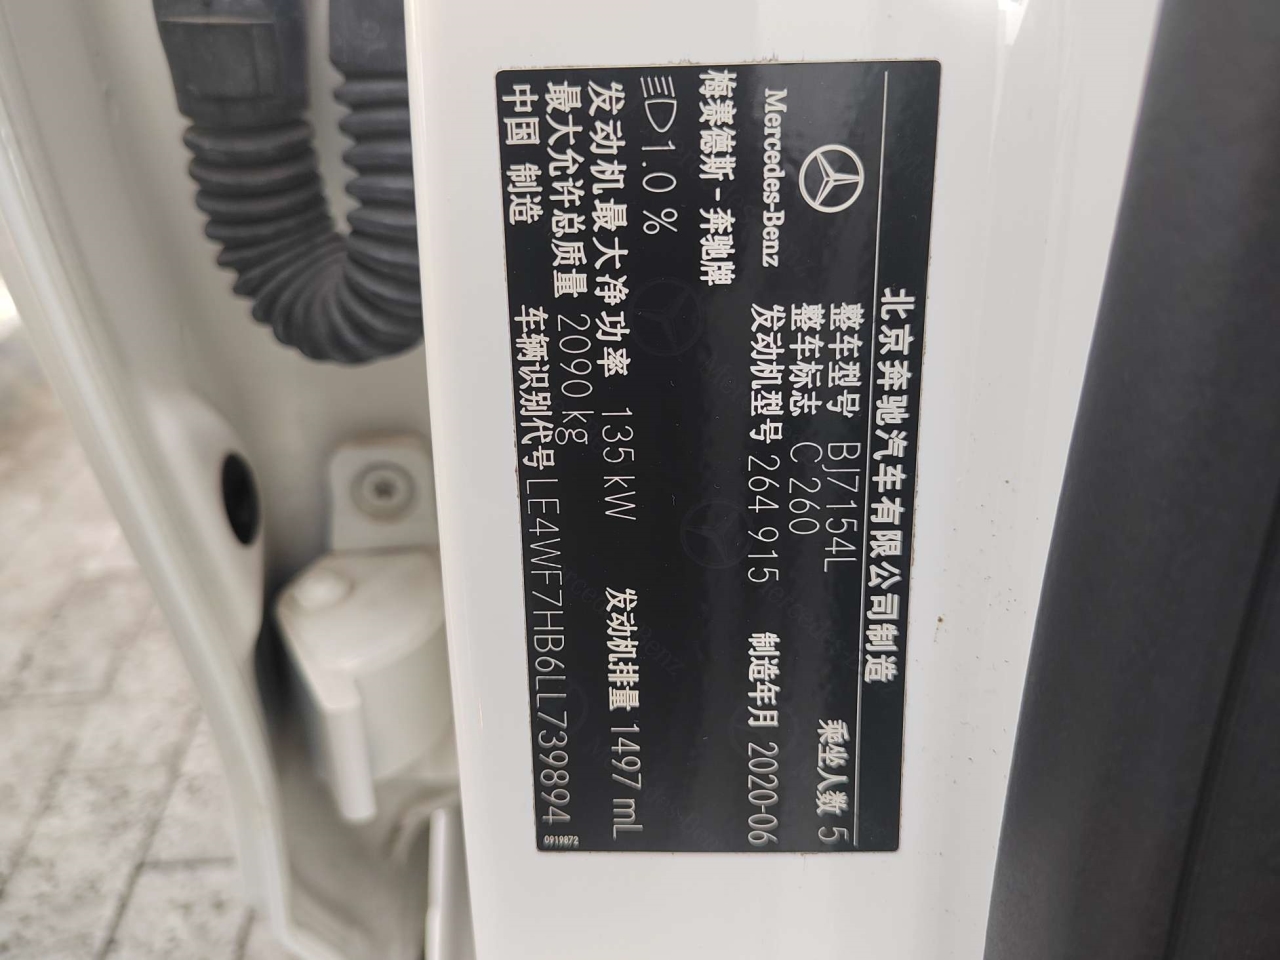 北京奔驰汽车有限公司制造
Mercedes-Benz
梅赛德斯-奔驰牌
整车型号 BJ7154L
乘坐人数 5
整车标志 C 260
发动机型号 264 915
制造年月 2020-06
1.0 %
发动机最大净功率 135kW
发动机排量 1497 mL
最大允许总质量 2090 kg
中国 制造
车辆识别代号 LE4WF7HB6LL739894
0919872